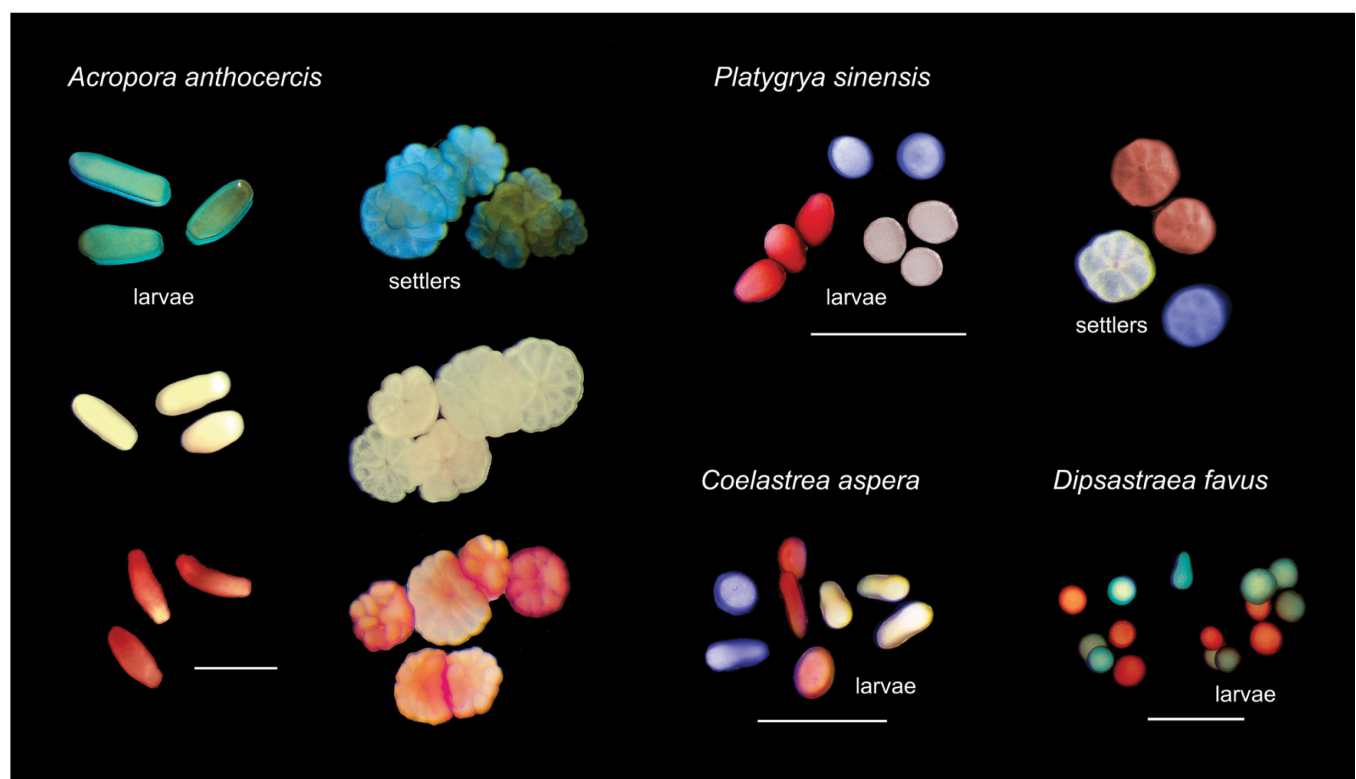 Acropora anthocercis
larvae
settlers
Platygrya sinensis
larvae
settlers
Coelastrea aspera
larvae
Dipsastraea favus
larvae